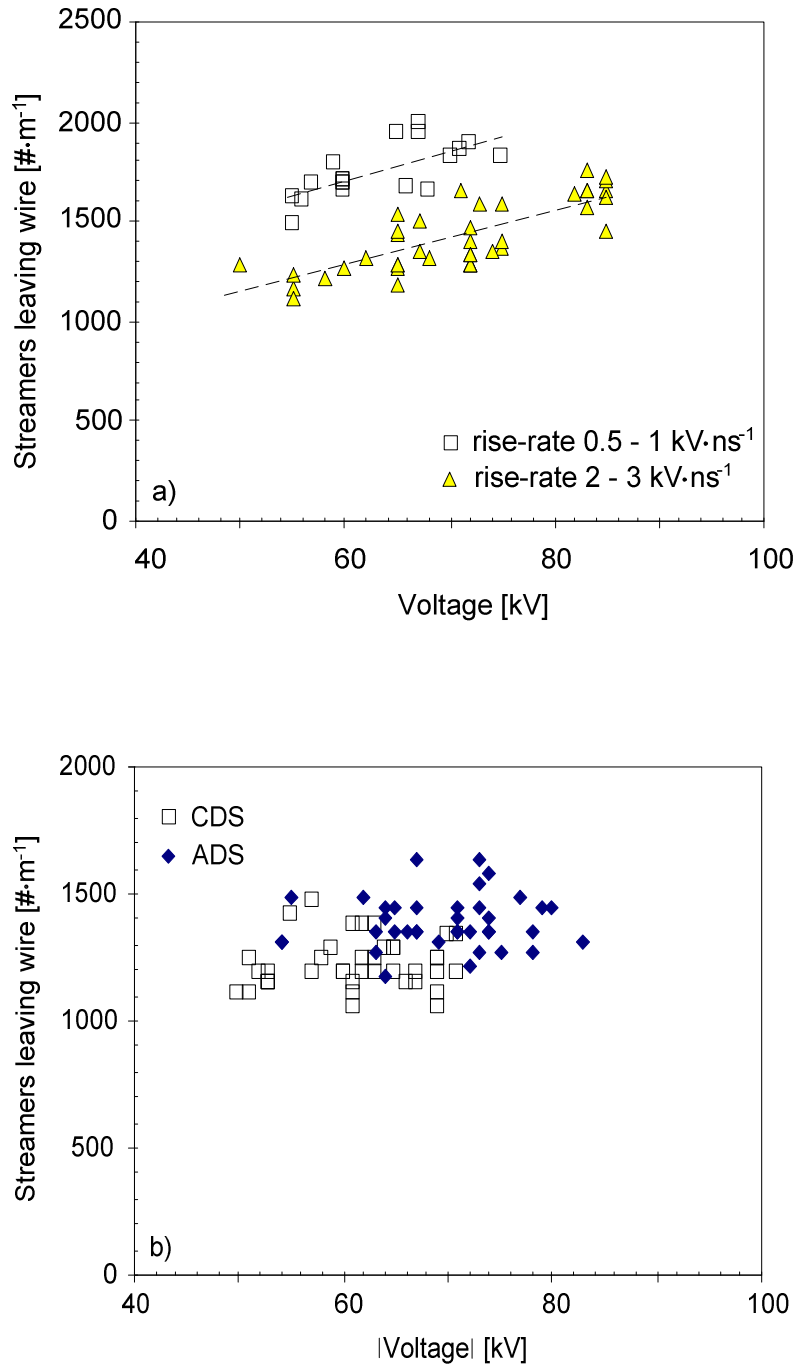 2500
2000
1500
1000
500
0
Streamers leaving wire [#·m⁻¹]
rise-rate 0.5 - 1 kV·ns⁻¹
rise-rate 2 - 3 kV·ns⁻¹
a)
40 60 80 100
Voltage [kV]
2000
1500
1000
500
0
Streamers leaving wire [#·m⁻¹]
CDS
ADS
b)
40 60 80 100
|Voltage| [kV]